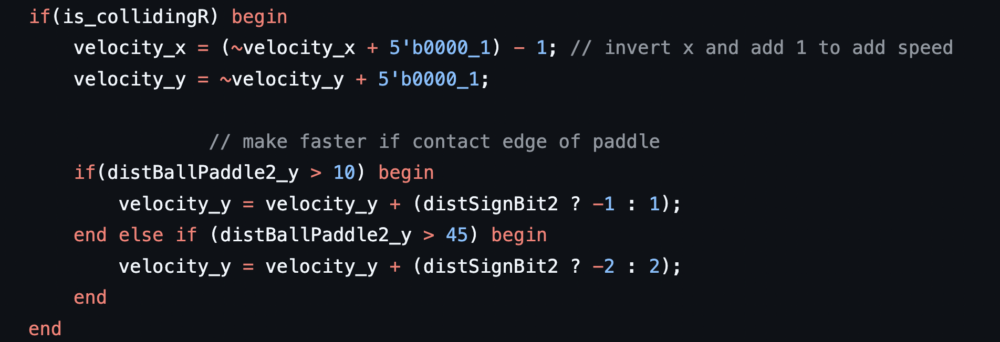 if(is_collidingR) begin
velocity_x = (~velocity_x + 5'b0000_1) - 1; // invert x and add 1 to add speed
velocity_y = ~velocity_y + 5'b0000_1;
// make faster if contact edge of paddle
if(distBallPaddle2_y > 10) begin
velocity_y = velocity_y + (distSignBit2 ? -1 : 1);
end else if (distBallPaddle2_y > 45) begin
velocity_y = velocity_y + (distSignBit2 ? -2 : 2);
end
end